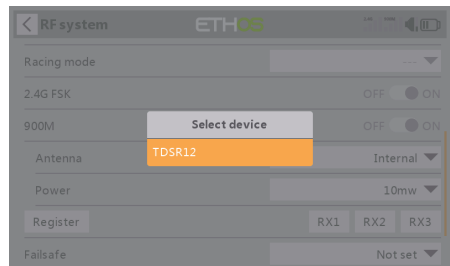 RF system ETHOS
Racing mode ---
2.4G FSK OFF ON
900M OFF ON
Select device
TDSR12
Antenna Internal
Power 10mw
Register RX1 RX2 RX3
Failsafe Not set